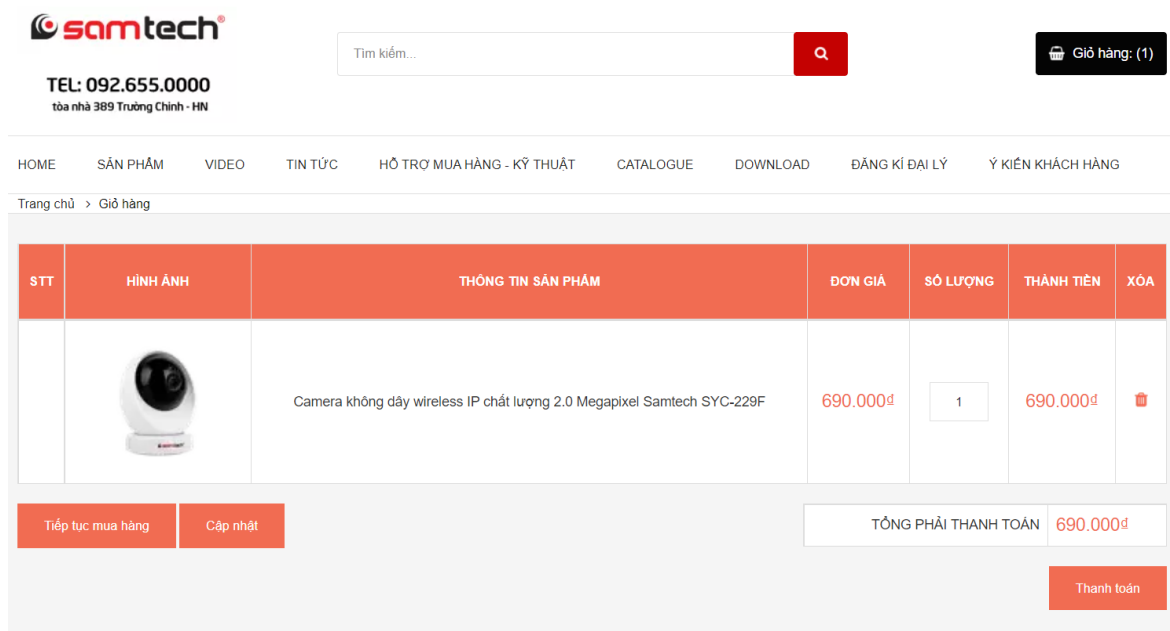 samtech®
TEL: 092.655.0000
tòa nhà 389 Trường Chinh - HN
Tìm kiếm...
Giỏ hàng: (1)
HOME SẢN PHẨM VIDEO TIN TỨC HỖ TRỢ MUA HÀNG - KỸ THUẬT CATALOGUE DOWNLOAD ĐĂNG KÍ ĐẠI LÝ Ý KIẾN KHÁCH HÀNG
Trang chủ > Giỏ hàng
STT HÌNH ẢNH THÔNG TIN SẢN PHẨM ĐƠN GIÁ SỐ LƯỢNG THÀNH TIỀN XÓA
samtech
Camera không dây wireless IP chất lượng 2.0 Megapixel Samtech SYC-229F 690.000₫ 1 690.000₫
Tiếp tục mua hàng Cập nhật
TỔNG PHẢI THANH TOÁN 690.000₫
Thanh toán